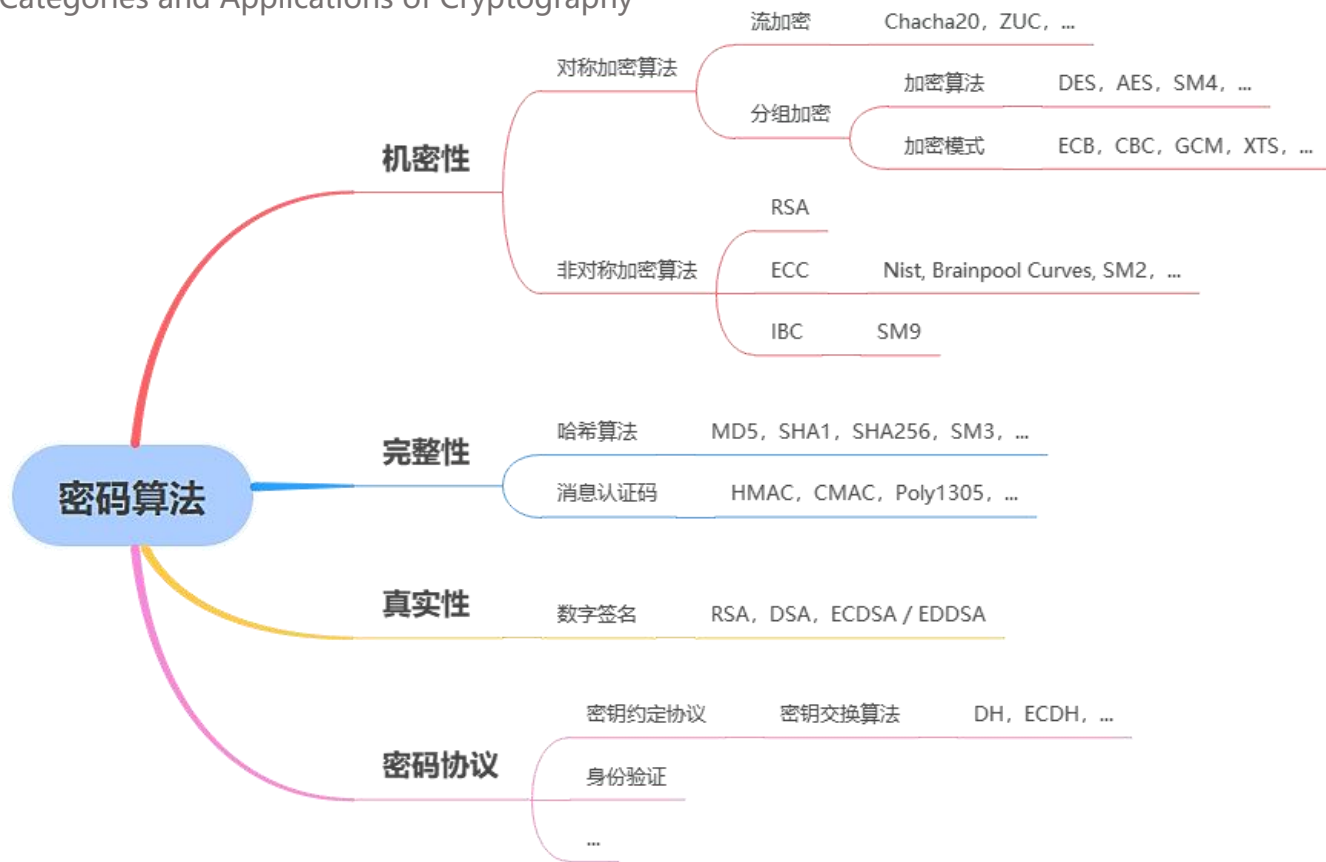 Categories and Applications of Cryptography
密码算法
机密性
对称加密算法
流加密
Chacha20，ZUC，...
分组加密
加密算法
DES，AES，SM4，...
加密模式
ECB，CBC，GCM，XTS，...
非对称加密算法
RSA
ECC
Nist, Brainpool Curves, SM2，...
IBC
SM9
完整性
哈希算法
MD5，SHA1，SHA256，SM3，...
消息认证码
HMAC，CMAC，Poly1305，...
真实性
数字签名
RSA，DSA，ECDSA / EDDSA
密码协议
密钥约定协议
密钥交换算法
DH，ECDH，...
身份验证
...